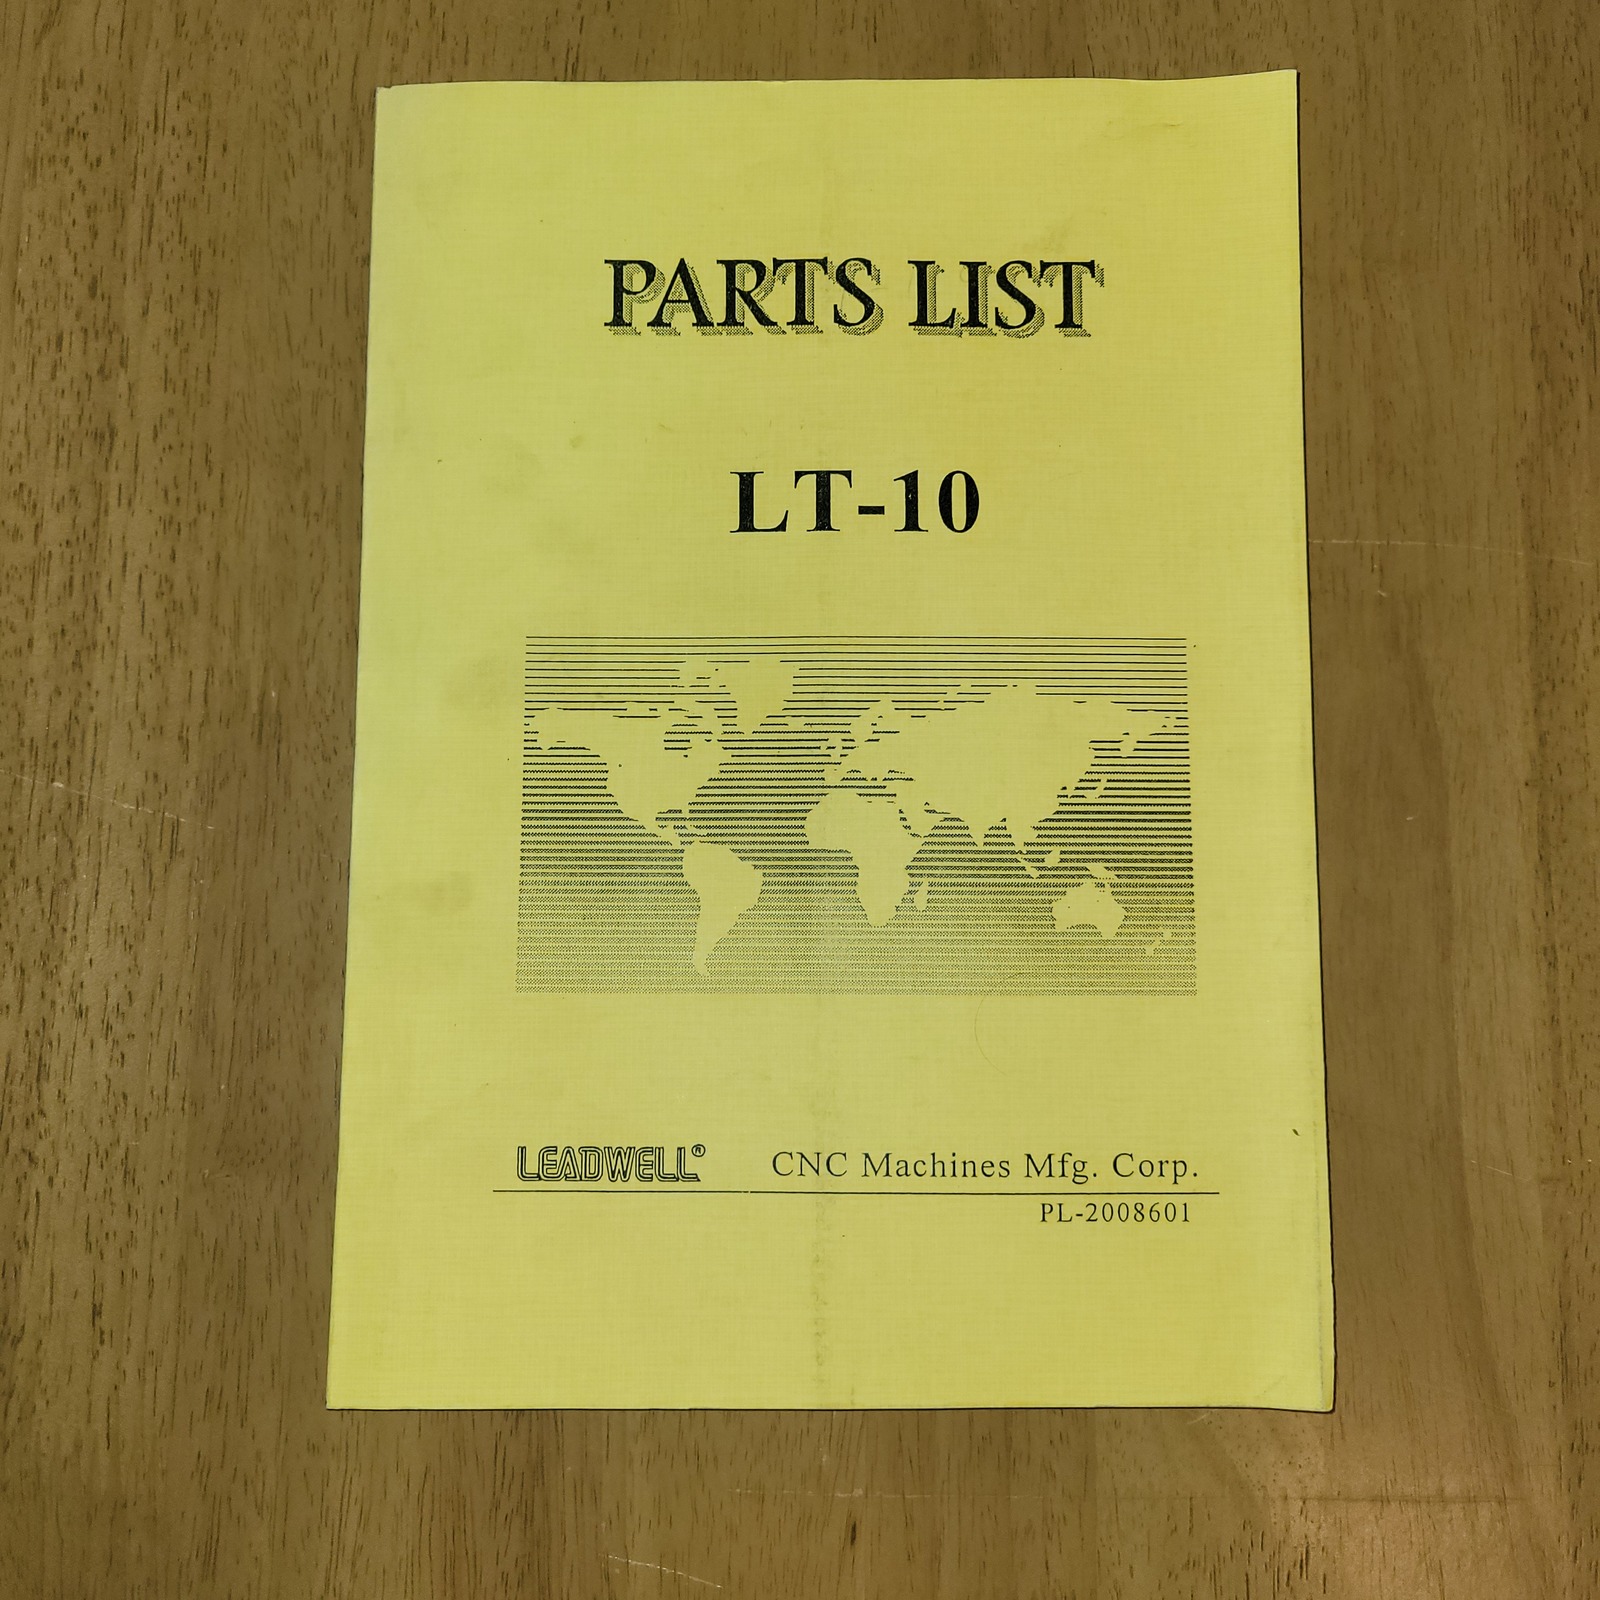 PARTS LIST
LT-10
LEADWELL® CNC Machines Mfg. Corp.
PL-2008601